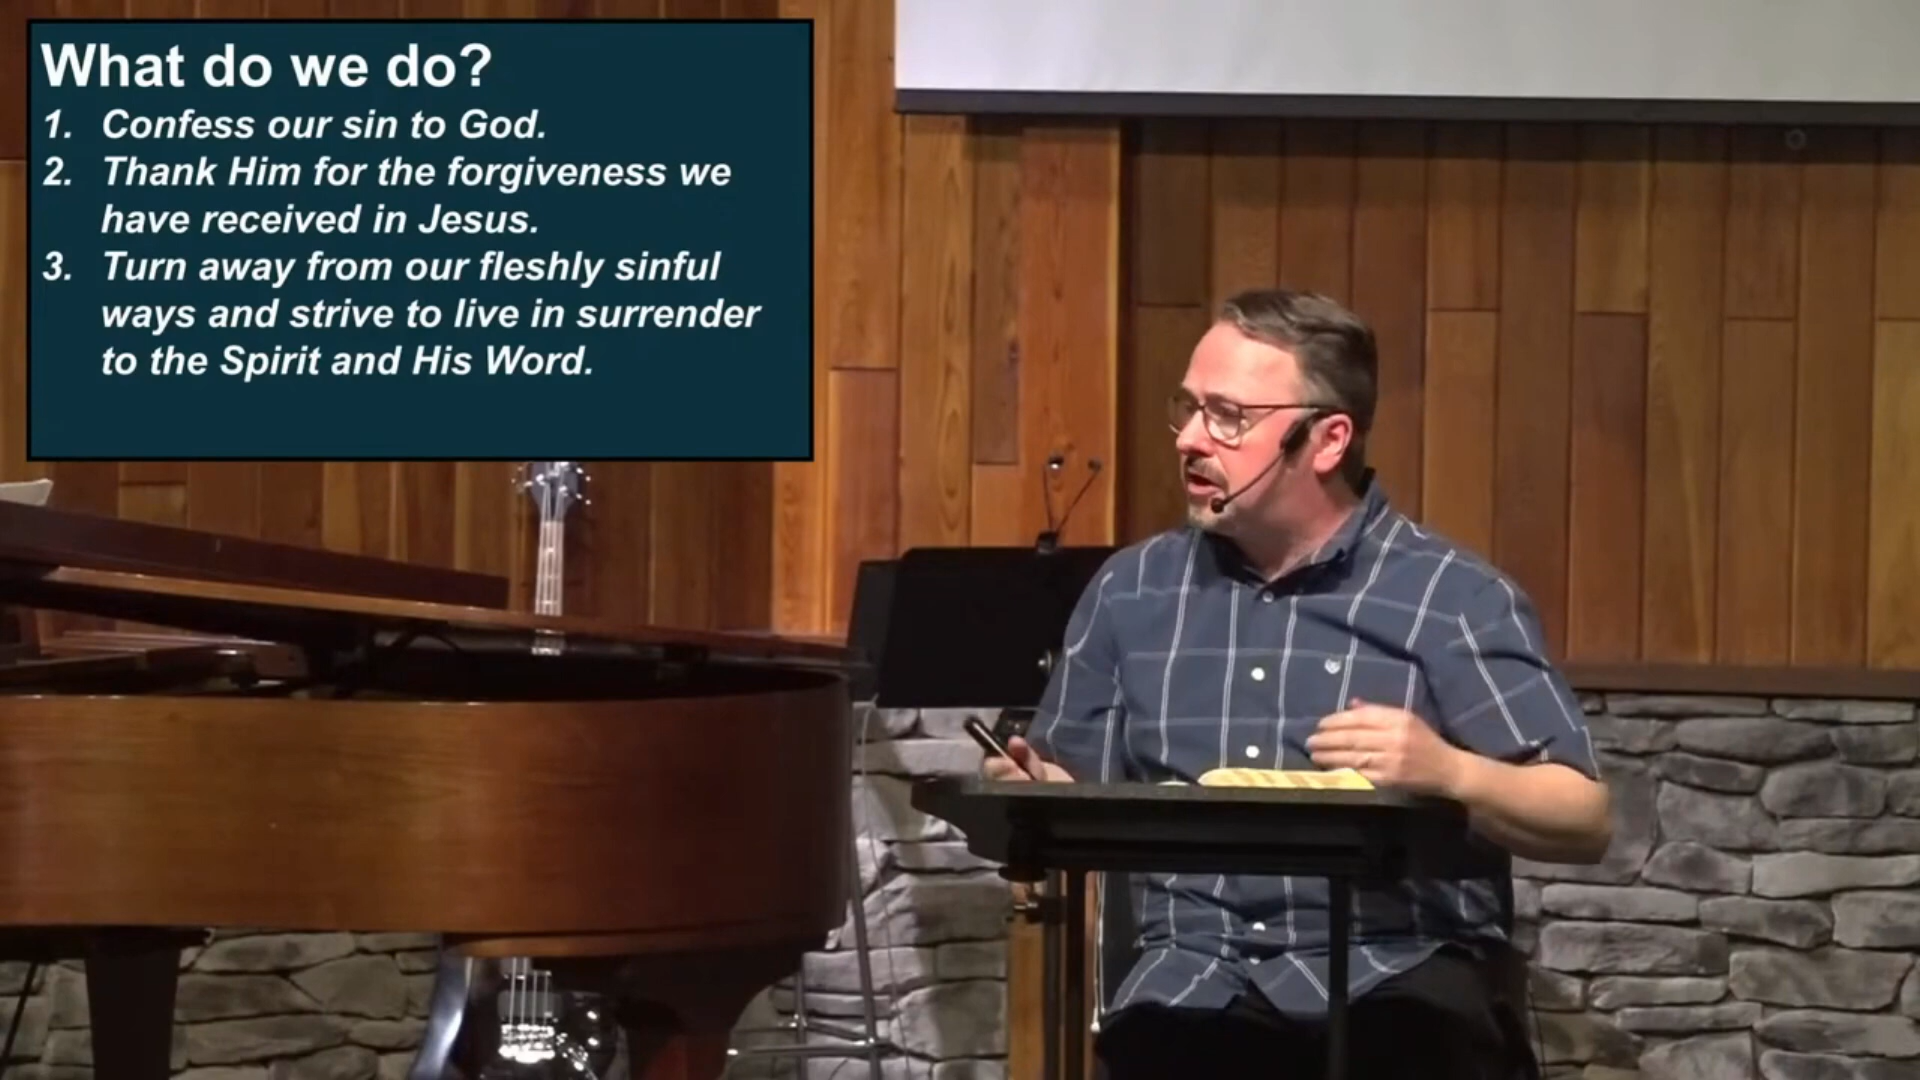 What do we do?
1. Confess our sin to God.
2. Thank Him for the forgiveness we
have received in Jesus.
3. Turn away from our fleshly sinful
ways and strive to live in surrender
to the Spirit and His Word.